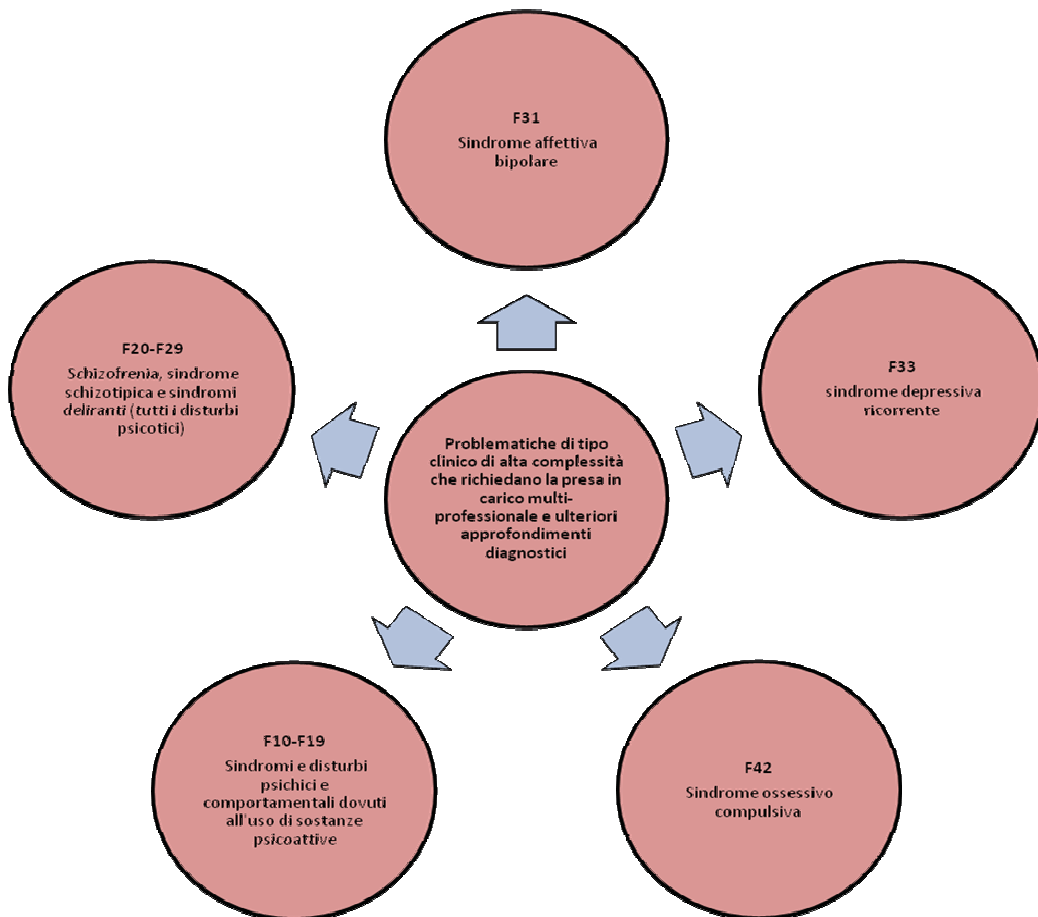 F31
Sindrome affettiva
bipolare
F20-F29
Schizofrenia, sindrome
schizotipica e sindromi
deliranti (tutti i disturbi
psicotici)
F33
sindrome depressiva
ricorrente
Problematiche di tipo
clinico di alta complessità
che richiedano la presa in
carico multi-
professionale e ulteriori
approfondimenti
diagnostici
F10-F19
Sindromi e disturbi
psichici e
comportamentali dovuti
all'uso di sostanze
psicoattive
F42
Sindrome ossessivo
compulsiva